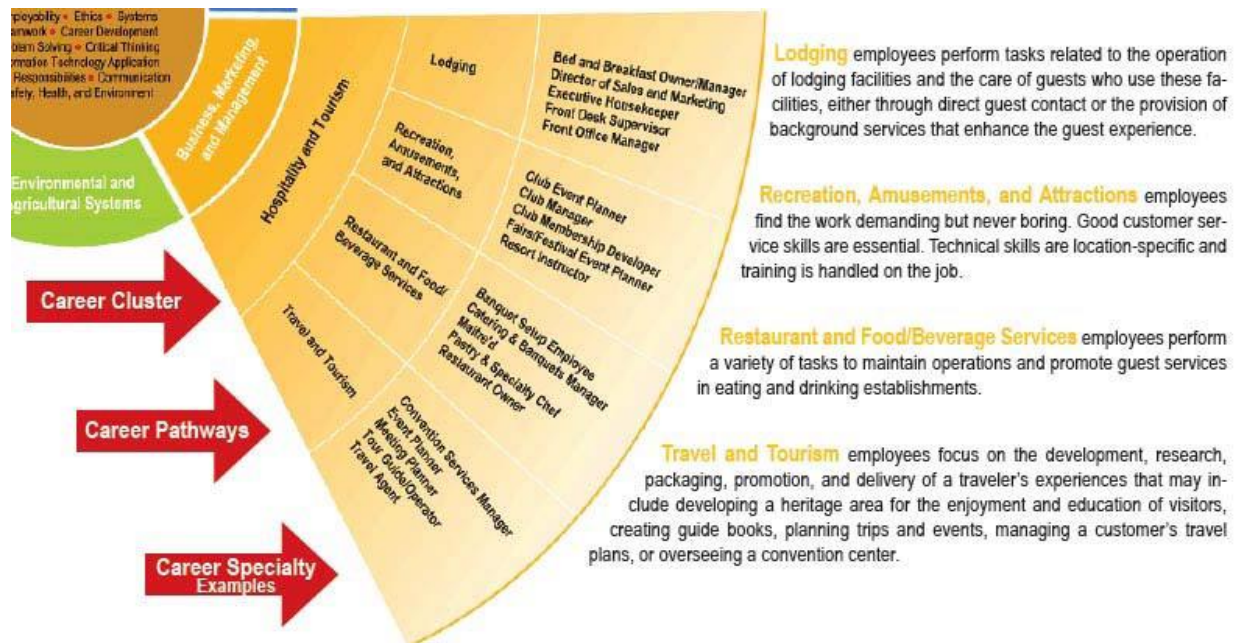 Ethics • Systems
Career Development
Solving • Critical Thinking
Information Technology Application
Responsibilities • Communication
Safety, Health, and Environment
Business, Marketing,
and Management
Environmental and
Agricultural Systems
Hospitality and Tourism
Lodging
Bed and Breakfast Owner/Manager
Director of Sales and Marketing
Executive Housekeeper
Front Desk Supervisor
Front Office Manager
Recreation,
Amusements,
and Attractions
Club Event Planner
Club Manager
Club Membership Developer
Fairs/Festival Event Planner
Resort Instructor
Restaurant and Food/
Beverage Services
Banquet Setup Employee
Catering & Banquets Manager
Maitre'd
Pastry & Specialty Chef
Restaurant Owner
Travel and Tourism
Convention Services Manager
Event Planner
Meeting Planner
Tour Guide/Operator
Travel Agent
Career Cluster
Career Pathways
Career Specialty
Examples
Lodging employees perform tasks related to the operation
of lodging facilities and the care of guests who use these fa-
cilities, either through direct guest contact or the provision of
background services that enhance the guest experience.
Recreation, Amusements, and Attractions employees
find the work demanding but never boring. Good customer ser-
vice skills are essential. Technical skills are location-specific and
training is handled on the job.
Restaurant and Food/Beverage Services employees perform
a variety of tasks to maintain operations and promote guest services
in eating and drinking establishments.
Travel and Tourism employees focus on the development, research,
packaging, promotion, and delivery of a traveler's experiences that may in-
clude developing a heritage area for the enjoyment and education of visitors,
creating guide books, planning trips and events, managing a customer's travel
plans, or overseeing a convention center.